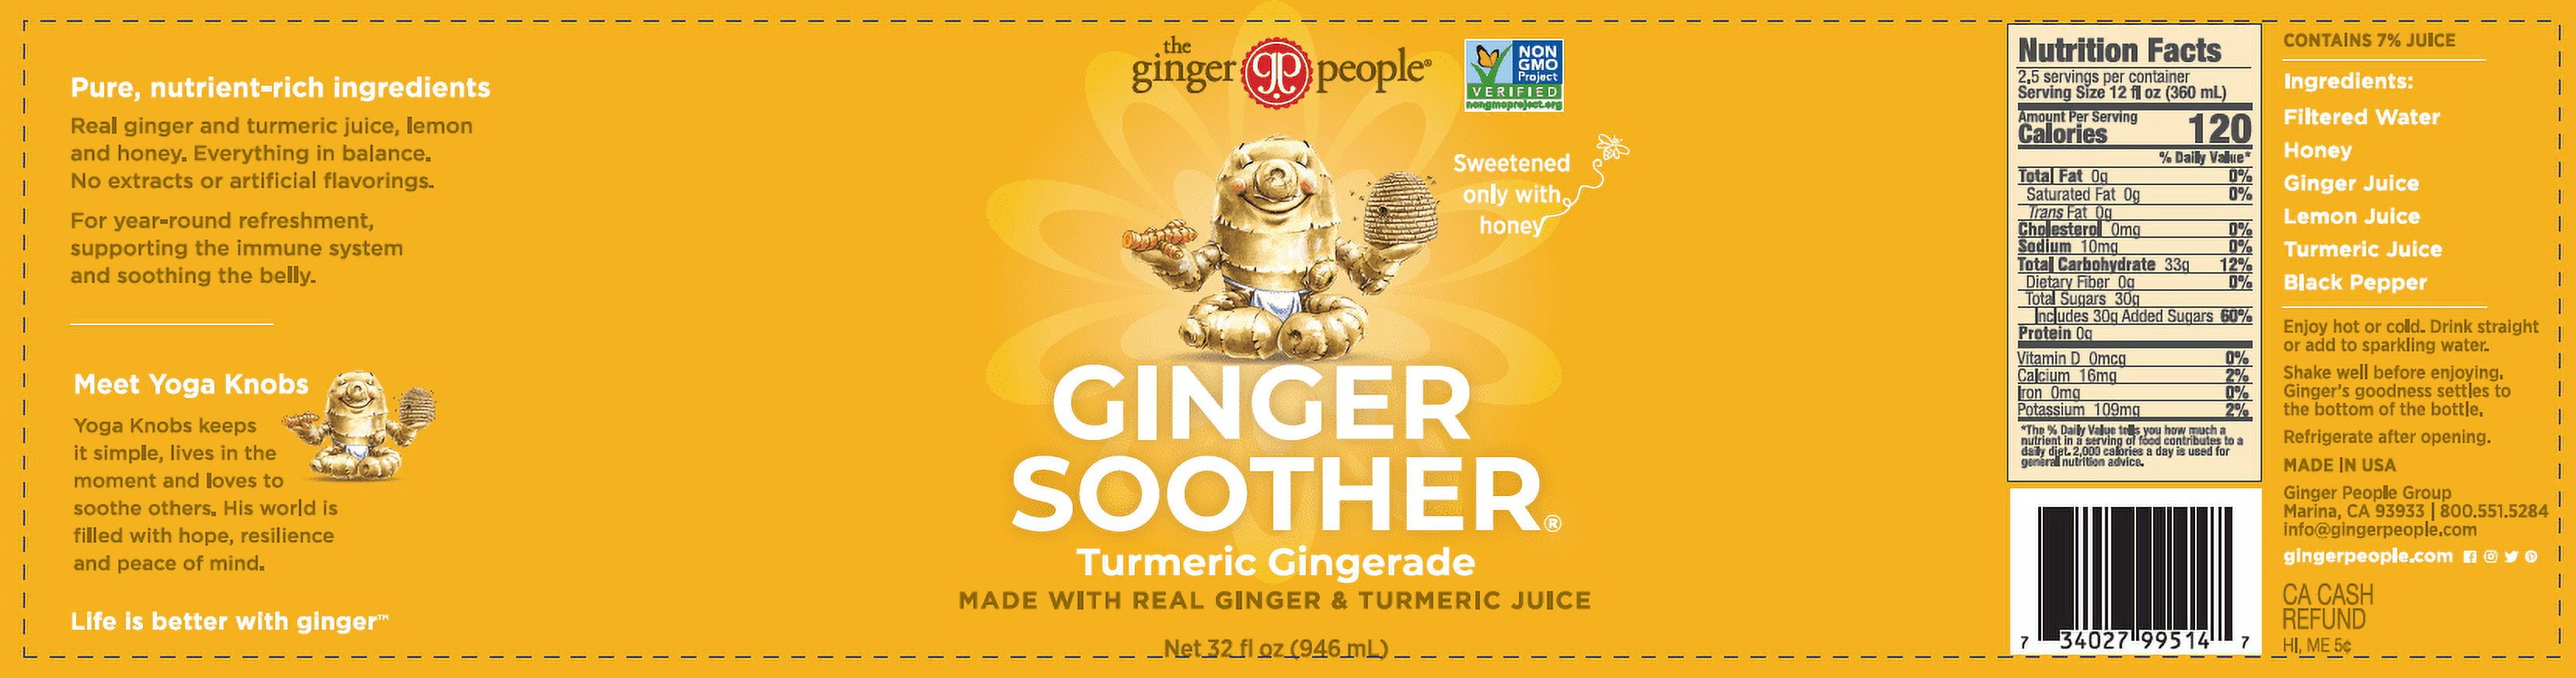 Pure, nutrient-rich ingredients
Real ginger and turmeric juice, lemon
and honey. Everything in balance.
No extracts or artificial flavorings.
For year-round refreshment,
supporting the immune system
and soothing the belly.
Meet Yoga Knobs
Yoga Knobs keeps
it simple, lives in the
moment and loves to
soothe others. His world is
filled with hope, resilience
and peace of mind.
Life is better with ginger™
the
ginger gp people®
NON
GMO
Project
VERIFIED
nongmoproject.org
Sweetened
only with
honey
GINGER
SOOTHER®
Turmeric Gingerade
MADE WITH REAL GINGER & TURMERIC JUICE
Net 32 fl oz (946 mL)
Nutrition Facts
2.5 servings per container
Serving Size 12 fl oz (360 mL)
Amount Per Serving
Calories 120
% Daily Value*
Total Fat 0g 0%
Saturated Fat 0g 0%
Trans Fat 0g
Cholesterol 0mg 0%
Sodium 10mg 0%
Total Carbohydrate 33g 12%
Dietary Fiber 0g 0%
Total Sugars 30g
Includes 30g Added Sugars 60%
Protein 0g
Vitamin D 0mcg 0%
Calcium 16mg 2%
Iron 0mg 0%
Potassium 109mg 2%
*The % Daily Value tells you how much a
nutrient in a serving of food contributes to a
daily diet. 2,000 calories a day is used for
general nutrition advice.
7 34027 99514 7
CONTAINS 7% JUICE
Ingredients:
Filtered Water
Honey
Ginger Juice
Lemon Juice
Turmeric Juice
Black Pepper
Enjoy hot or cold. Drink straight
or add to sparkling water.
Shake well before enjoying.
Ginger's goodness settles to
the bottom of the bottle.
Refrigerate after opening.
MADE IN USA
Ginger People Group
Marina, CA 93933 | 800.551.5284
info@gingerpeople.com
gingerpeople.com
CA CASH
REFUND
HI, ME 5¢